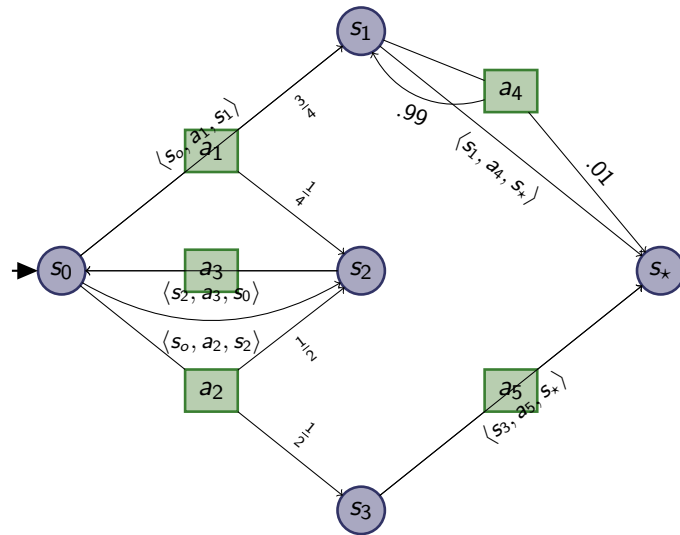 s₁
a₄
.99
.01
3/4
⟨s₀, a₁, s₁⟩
a₁
⟨s₁, a₄, s⋆⟩
1/4
s₀
a₃
s₂
s⋆
⟨s₂, a₃, s₀⟩
⟨s₀, a₂, s₂⟩
1/2
a₂
a₅
⟨s₃, a₅, s⋆⟩
1/2
s₃